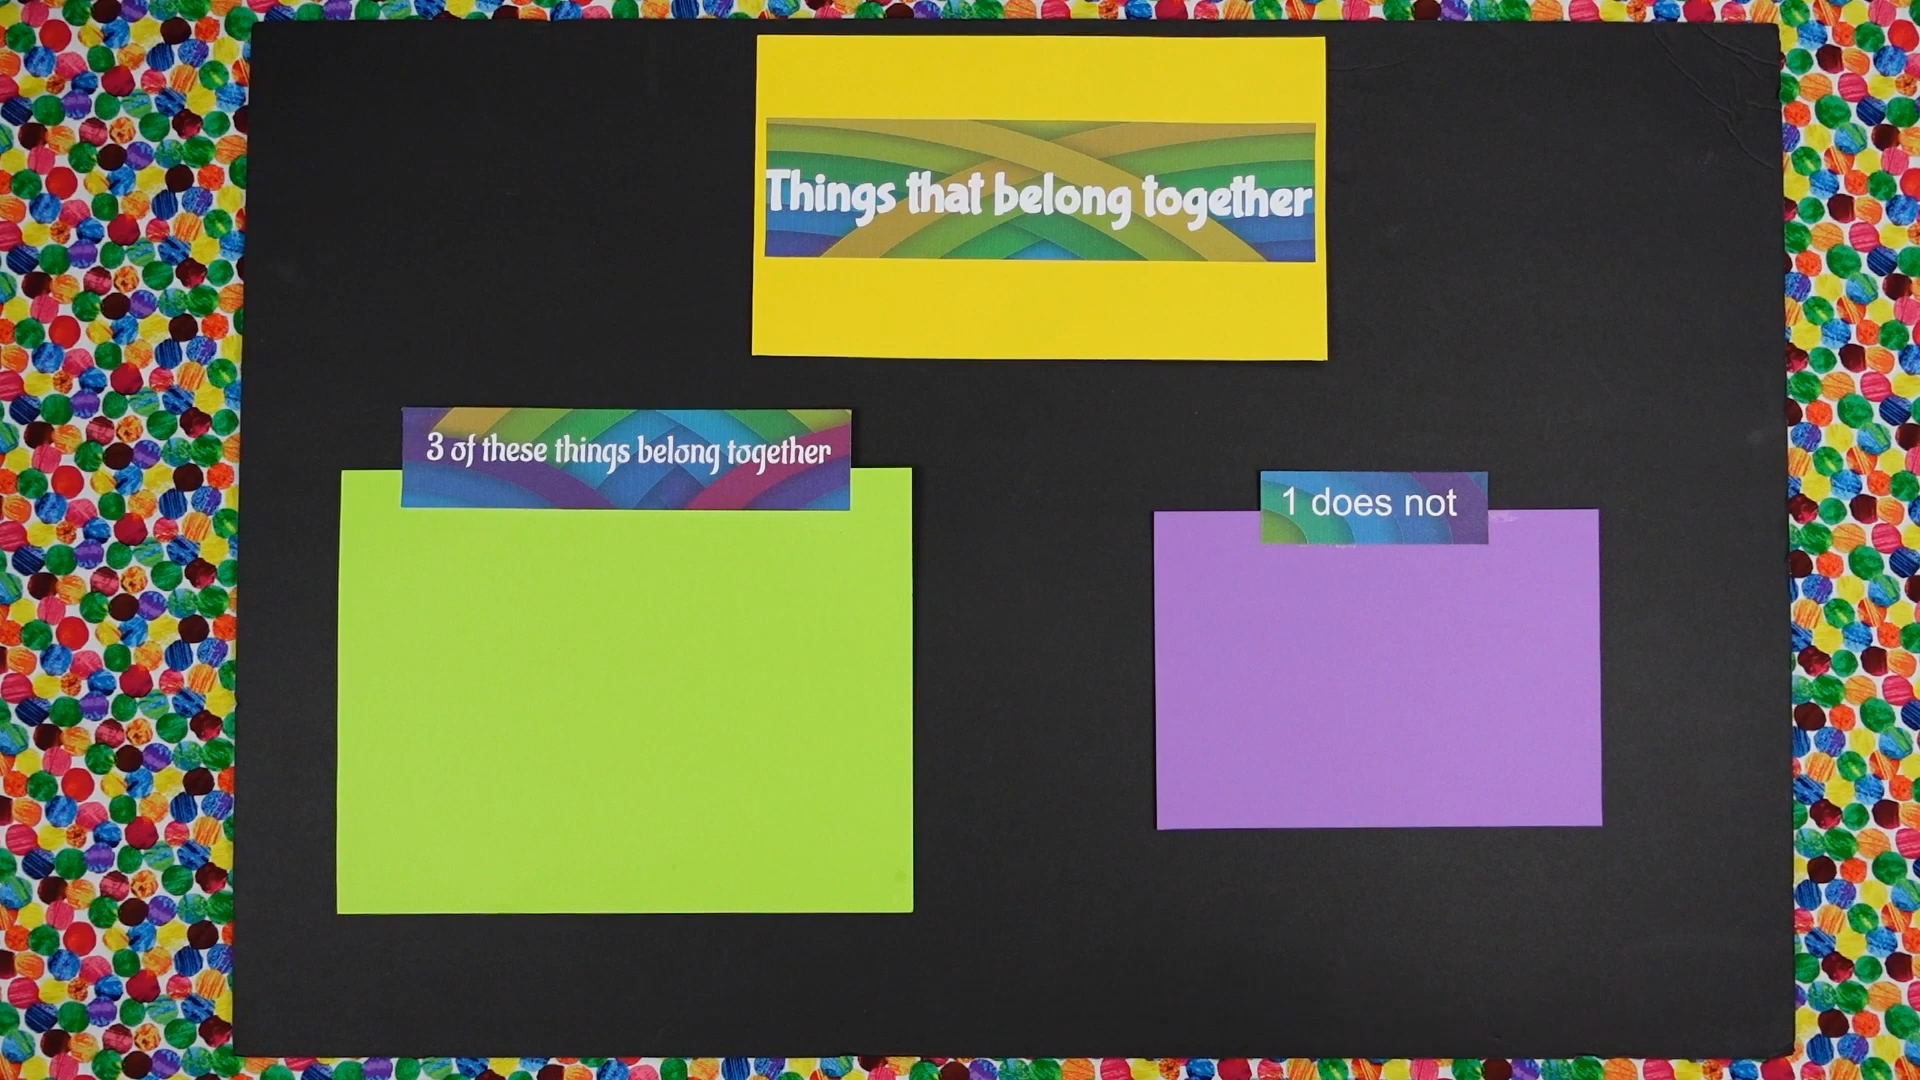 Things that belong together
3 of these things belong together
1 does not